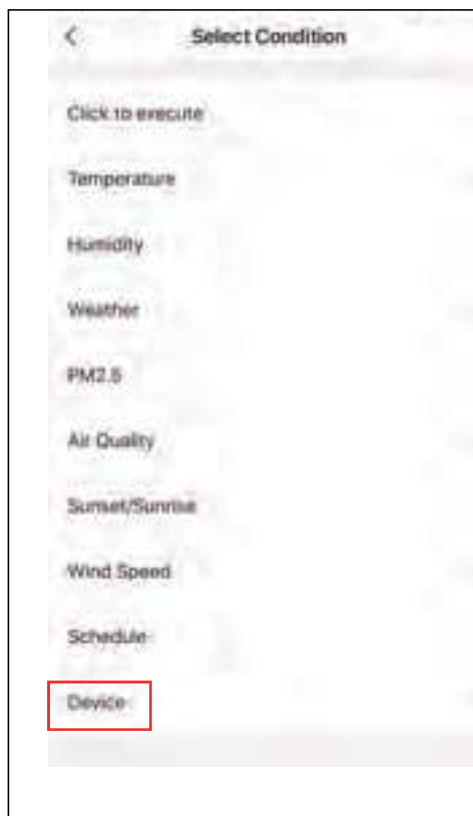 Select Condition
Click to execute
Temperature
Humidity
Weather
PM2.5
Air Quality
Sunset/Sunrise
Wind Speed
Schedule
Device